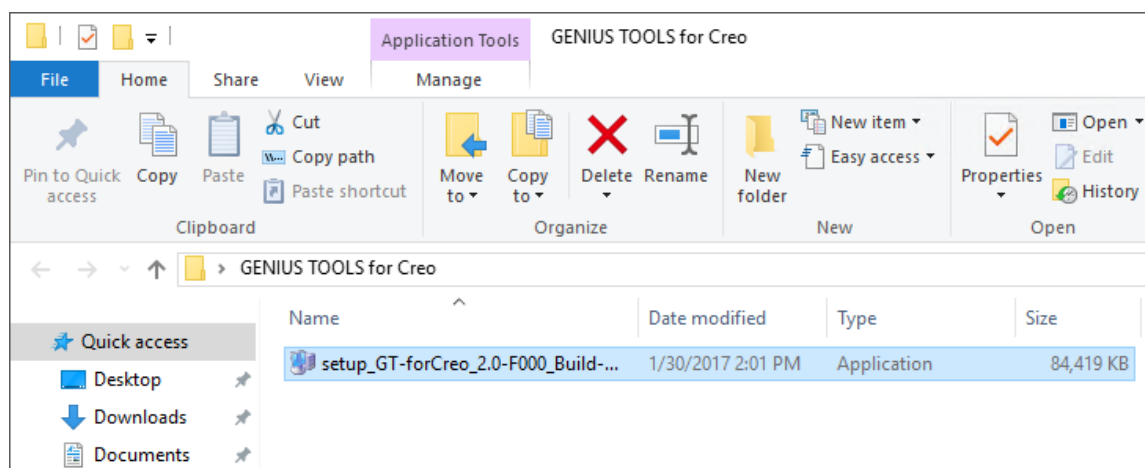 Application Tools GENIUS TOOLS for Creo
File Home Share View Manage
Pin to Quick access
Copy
Paste
Cut
Copy path
Paste shortcut
Clipboard
Move to
Copy to
Delete
Rename
Organize
New folder
New item
Easy access
New
Properties
Open
Edit
History
Open
GENIUS TOOLS for Creo
Name Date modified Type Size
Quick access
setup_GT-forCreo_2.0-F000_Build-... 1/30/2017 2:01 PM Application 84,419 KB
Desktop
Downloads
Documents